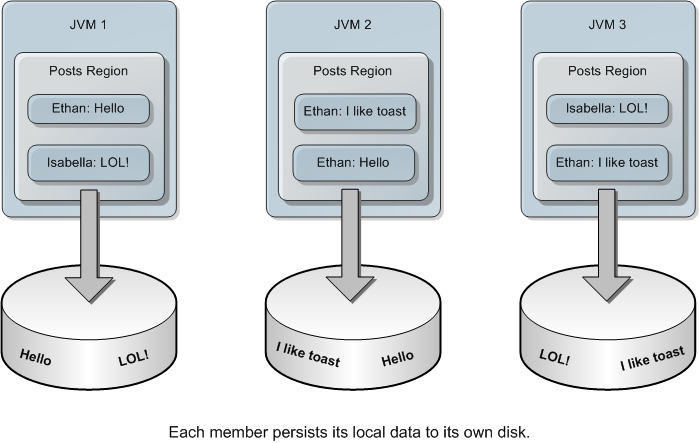 JVM 1
Posts Region
Ethan: Hello
Isabella: LOL!
Hello
LOL!
JVM 2
Posts Region
Ethan: I like toast
Ethan: Hello
I like toast
Hello
JVM 3
Posts Region
Isabella: LOL!
Ethan: I like toast
LOL!
I like toast
Each member persists its local data to its own disk.